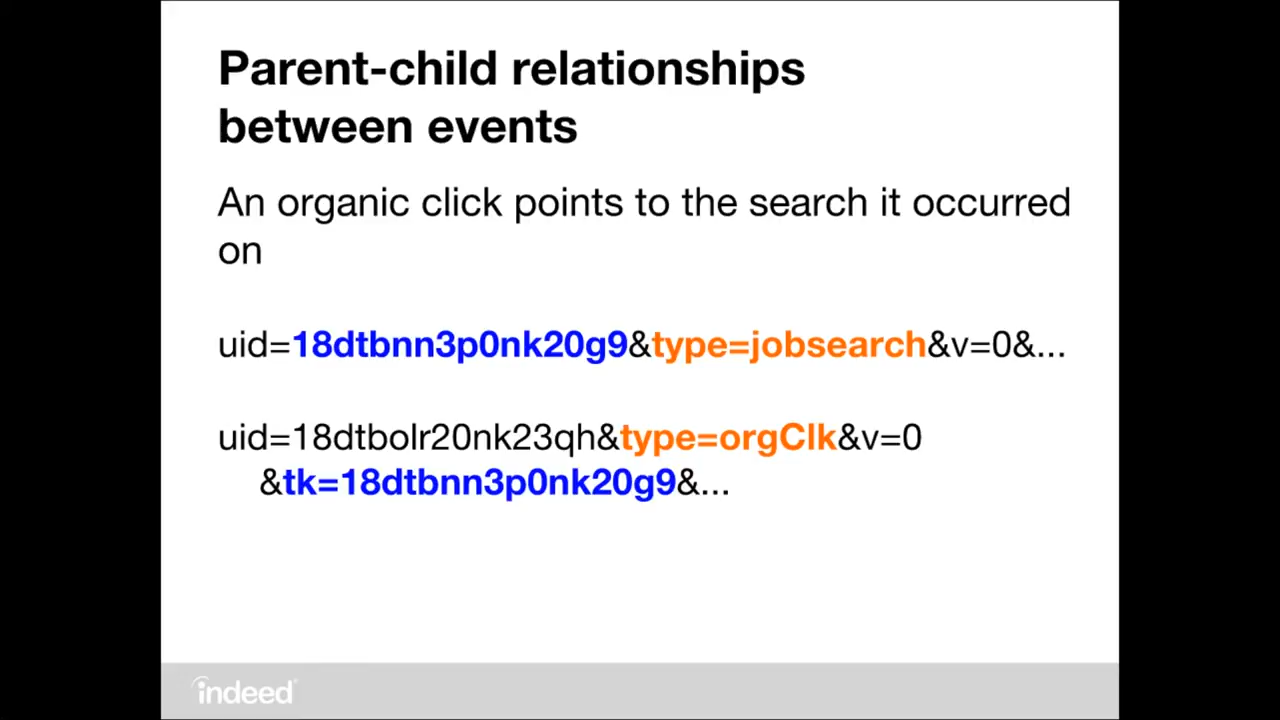 Parent-child relationships
between events
An organic click points to the search it occurred
on
uid=18dtbnn3p0nk20g9&type=jobsearch&v=0&...
uid=18dtbolr20nk23qh&type=orgClk&v=0
&tk=18dtbnn3p0nk20g9&...
indeed